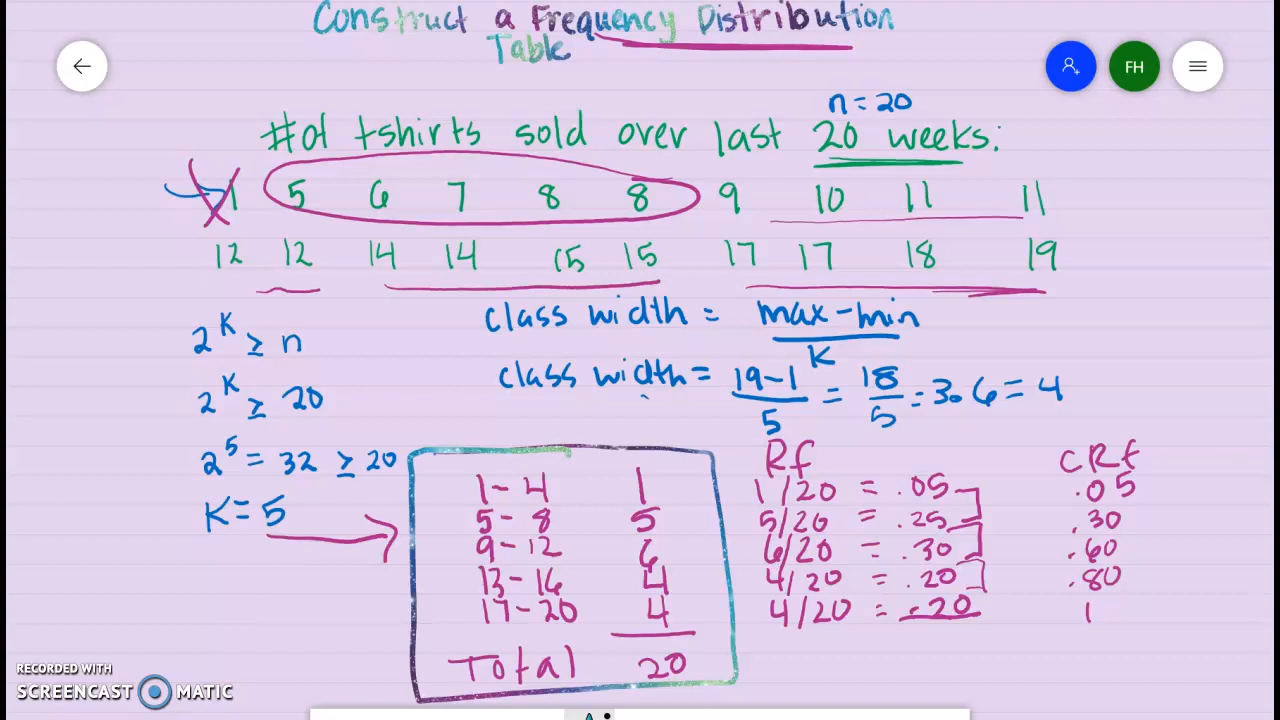 Construct a Frequency Distribution
Table
FH
n = 20
# of tshirts sold over last 20 weeks:
1 5 6 7 8 8 9 10 11 11
12 12 14 14 15 15 17 17 18 19
2^K ≥ n
class width = max - min / K
2^K ≥ 20
class width = 19-1 / 5 = 18 / 5 = 3.6 = 4
2^5 = 32 ≥ 20
K = 5
Rf CRf
1 - 4 1 1/20 = .05 .05
5 - 8 5 5/20 = .25 .30
9 - 12 6 6/20 = .30 .60
13 - 16 4 4/20 = .20 .80
17 - 20 4 4/20 = .20 1
Total 20
RECORDED WITH
SCREENCAST MATIC